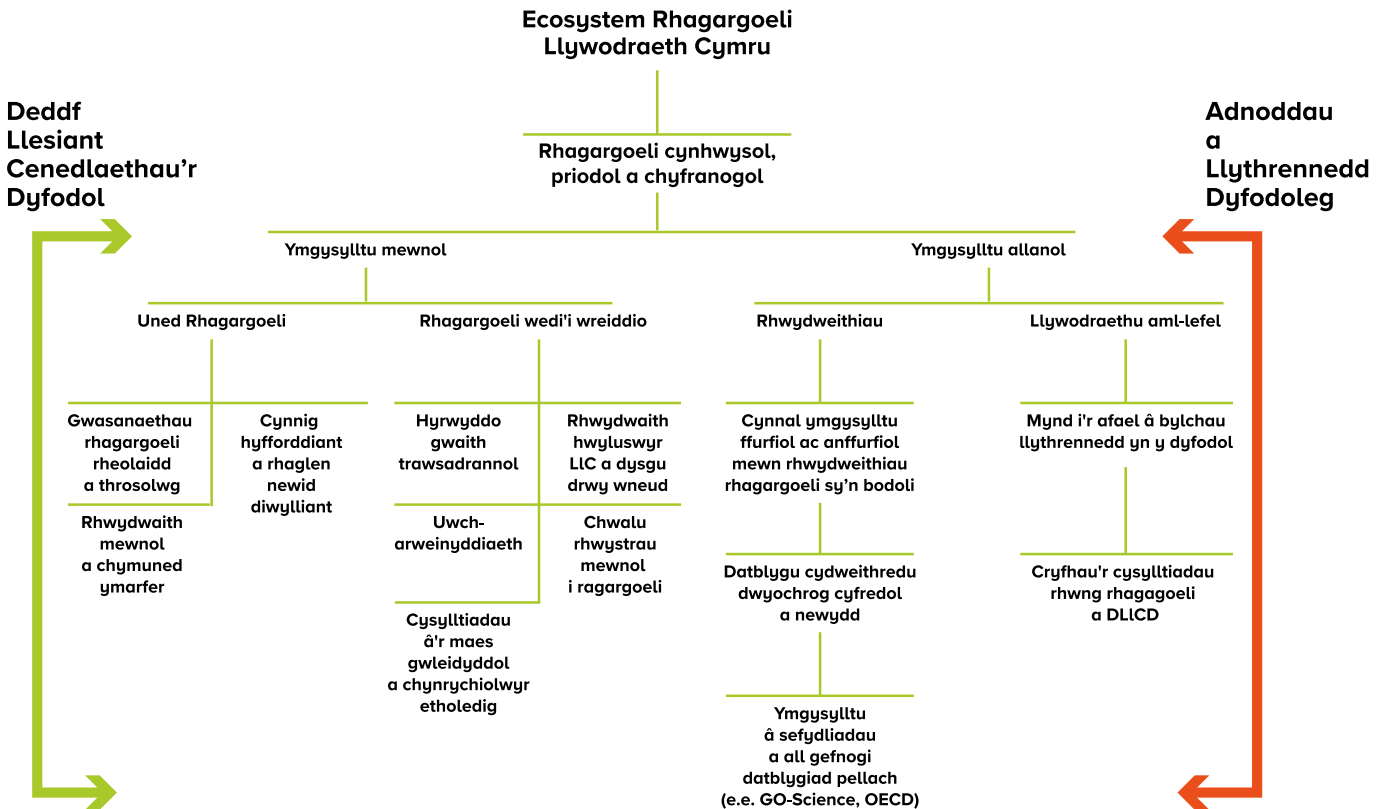 Ecosystem Rhagargoeli
Llywodraeth Cymru
Deddf
Llesiant
Cenedlaethau’r
Dyfodol
Adnoddau
a
Llythrennedd
Dyfodoleg
Rhagargoeli cynhwysol,
priodol a chyfranogol
Ymgysylltu mewnol
Ymgysylltu allanol
Uned Rhagargoeli
Rhagargoeli wedi'i wreiddio
Rhwydweithiau
Llywodraethu aml-lefel
Gwasanaethau
rhagargoeli
rheolaidd
a throsolwg
Cynnig
hyfforddiant
a rhaglen
newid
diwylliant
Rhwydwaith
mewnol
a chymuned
ymarfer
Hyrwyddo
gwaith
trawsadrannol
Rhwydwaith
hwyluswyr
LlC a dysgu
drwy wneud
Uwch-
arweinyddiaeth
Chwalu
rhwystrau
mewnol
i ragargoeli
Cysylltiadau
â'r maes
gwleidyddol
a chynrychiolwyr
etholedig
Cynnal ymgysylltu
ffurfiol ac anffurfiol
mewn rhwydweithiau
rhagargoeli sy’n bodoli
Datblygu cydweithredu
dwyochrog cyfredol
a newydd
Ymgysylltu
â sefydliadau
a all gefnogi
datblygiad pellach
(e.e. GO-Science, OECD)
Mynd i'r afael â bylchau
llythrennedd yn y dyfodol
Cryfhau'r cysylltiadau
rhwng rhagagoeli
a DLlCD